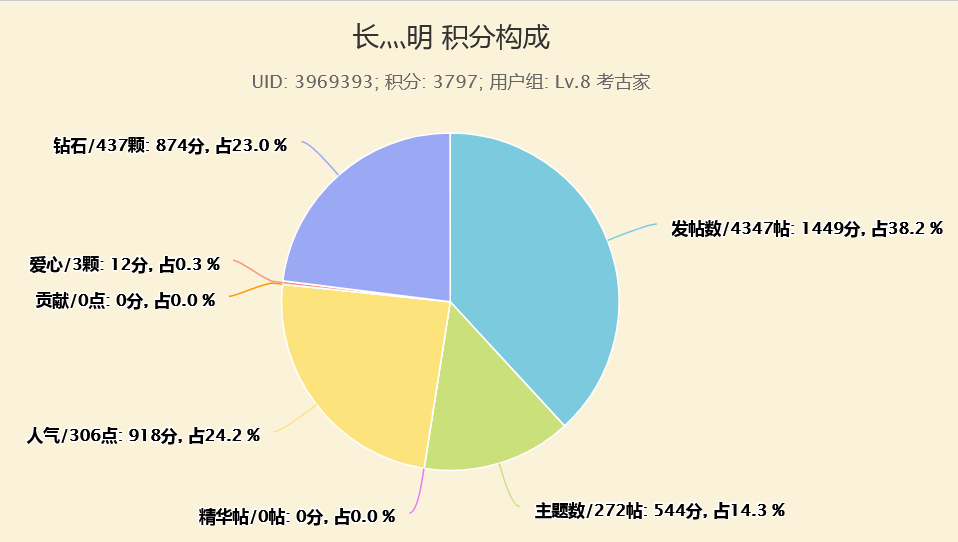 长灬明 积分构成
UID: 3969393; 积分: 3797; 用户组: Lv.8 考古家
钻石/437颗: 874分, 占23.0 %
发帖数/4347帖: 1449分, 占38.2 %
爱心/3颗: 12分, 占0.3 %
贡献/0点: 0分, 占0.0 %
人气/306点: 918分, 占24.2 %
主题数/272帖: 544分, 占14.3 %
精华帖/0帖: 0分, 占0.0 %